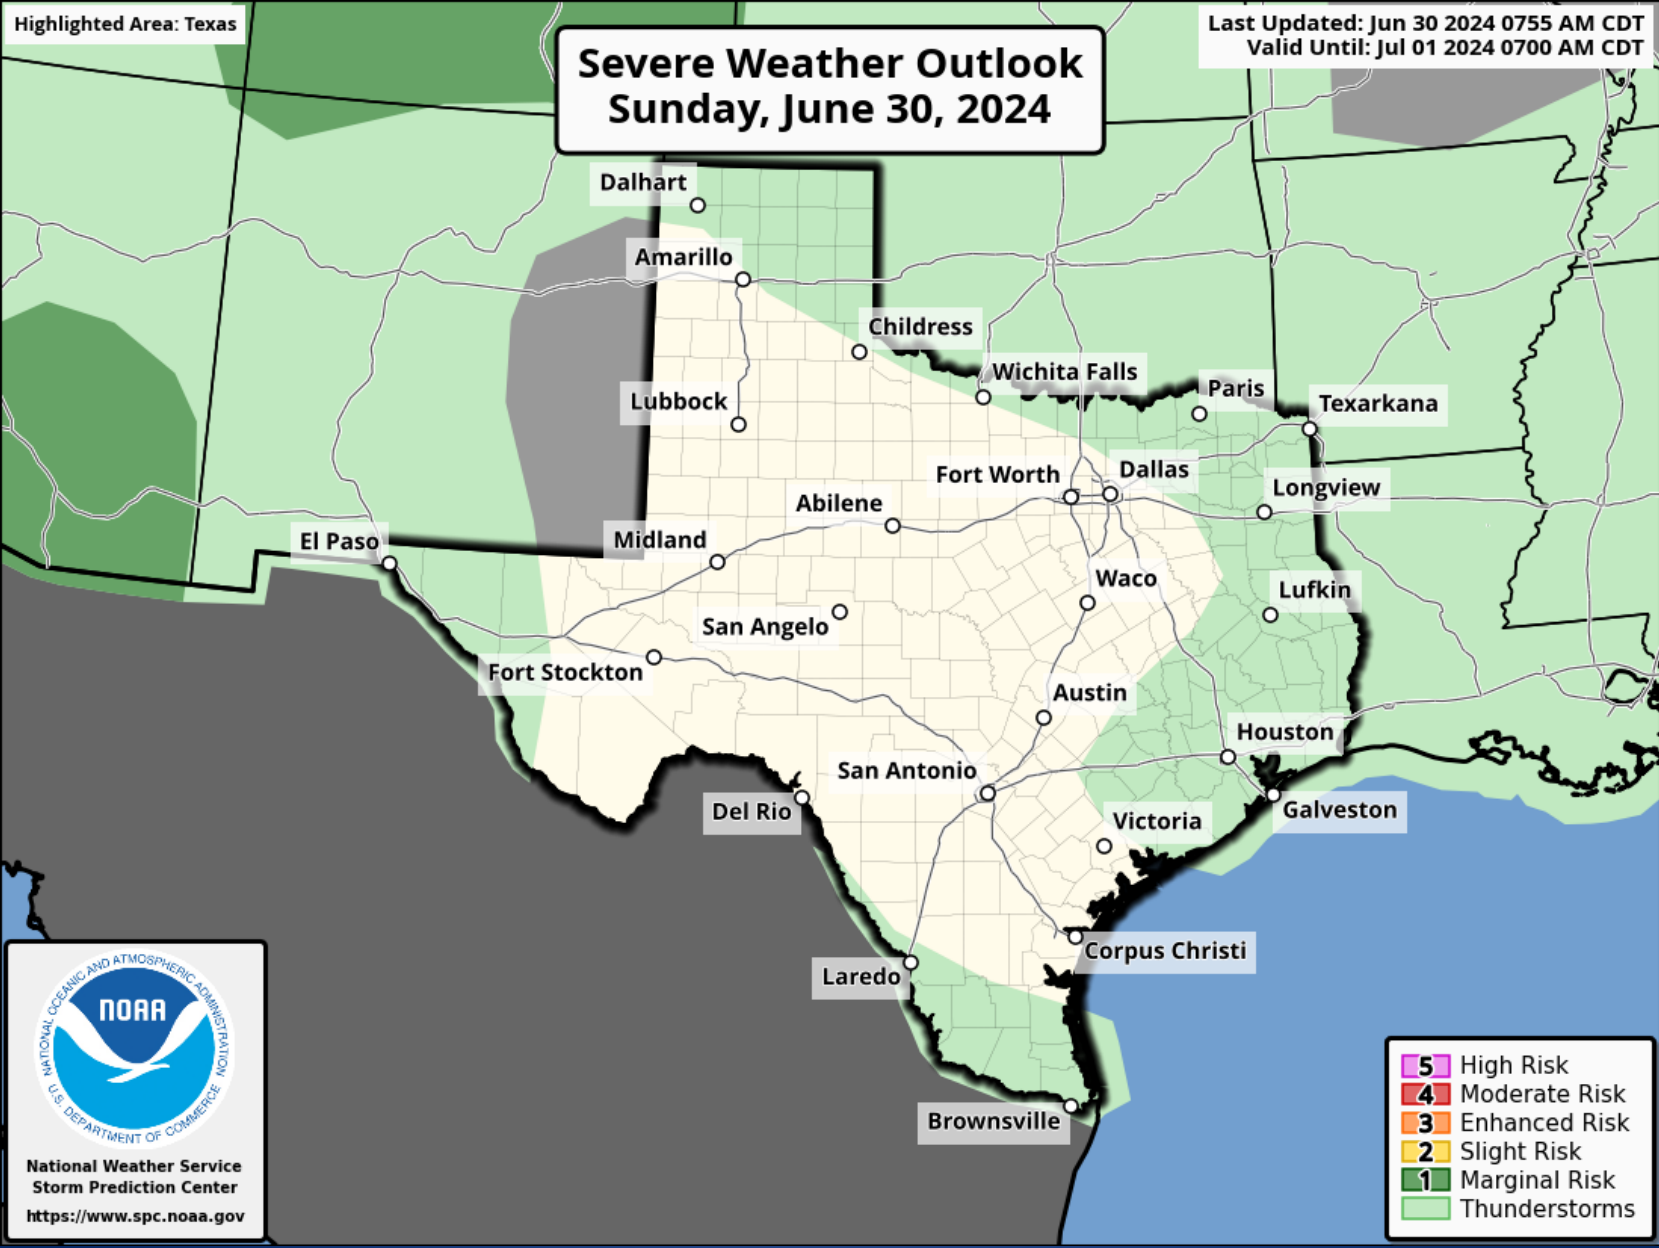 Highlighted Area: Texas
Last Updated: Jun 30 2024 0755 AM CDT
Valid Until: Jul 01 2024 0700 AM CDT
Severe Weather Outlook
Sunday, June 30, 2024
Dalhart
Amarillo
Childress
Wichita Falls
Paris
Texarkana
Lubbock
Fort Worth
Dallas
Longview
Abilene
El Paso
Midland
Waco
Lufkin
San Angelo
Fort Stockton
Austin
Houston
San Antonio
Del Rio
Victoria
Galveston
Corpus Christi
Laredo
Brownsville
NATIONAL OCEANIC AND ATMOSPHERIC ADMINISTRATION
NOAA
U.S. DEPARTMENT OF COMMERCE
National Weather Service
Storm Prediction Center
https://www.spc.noaa.gov
5 High Risk
4 Moderate Risk
3 Enhanced Risk
2 Slight Risk
1 Marginal Risk
Thunderstorms